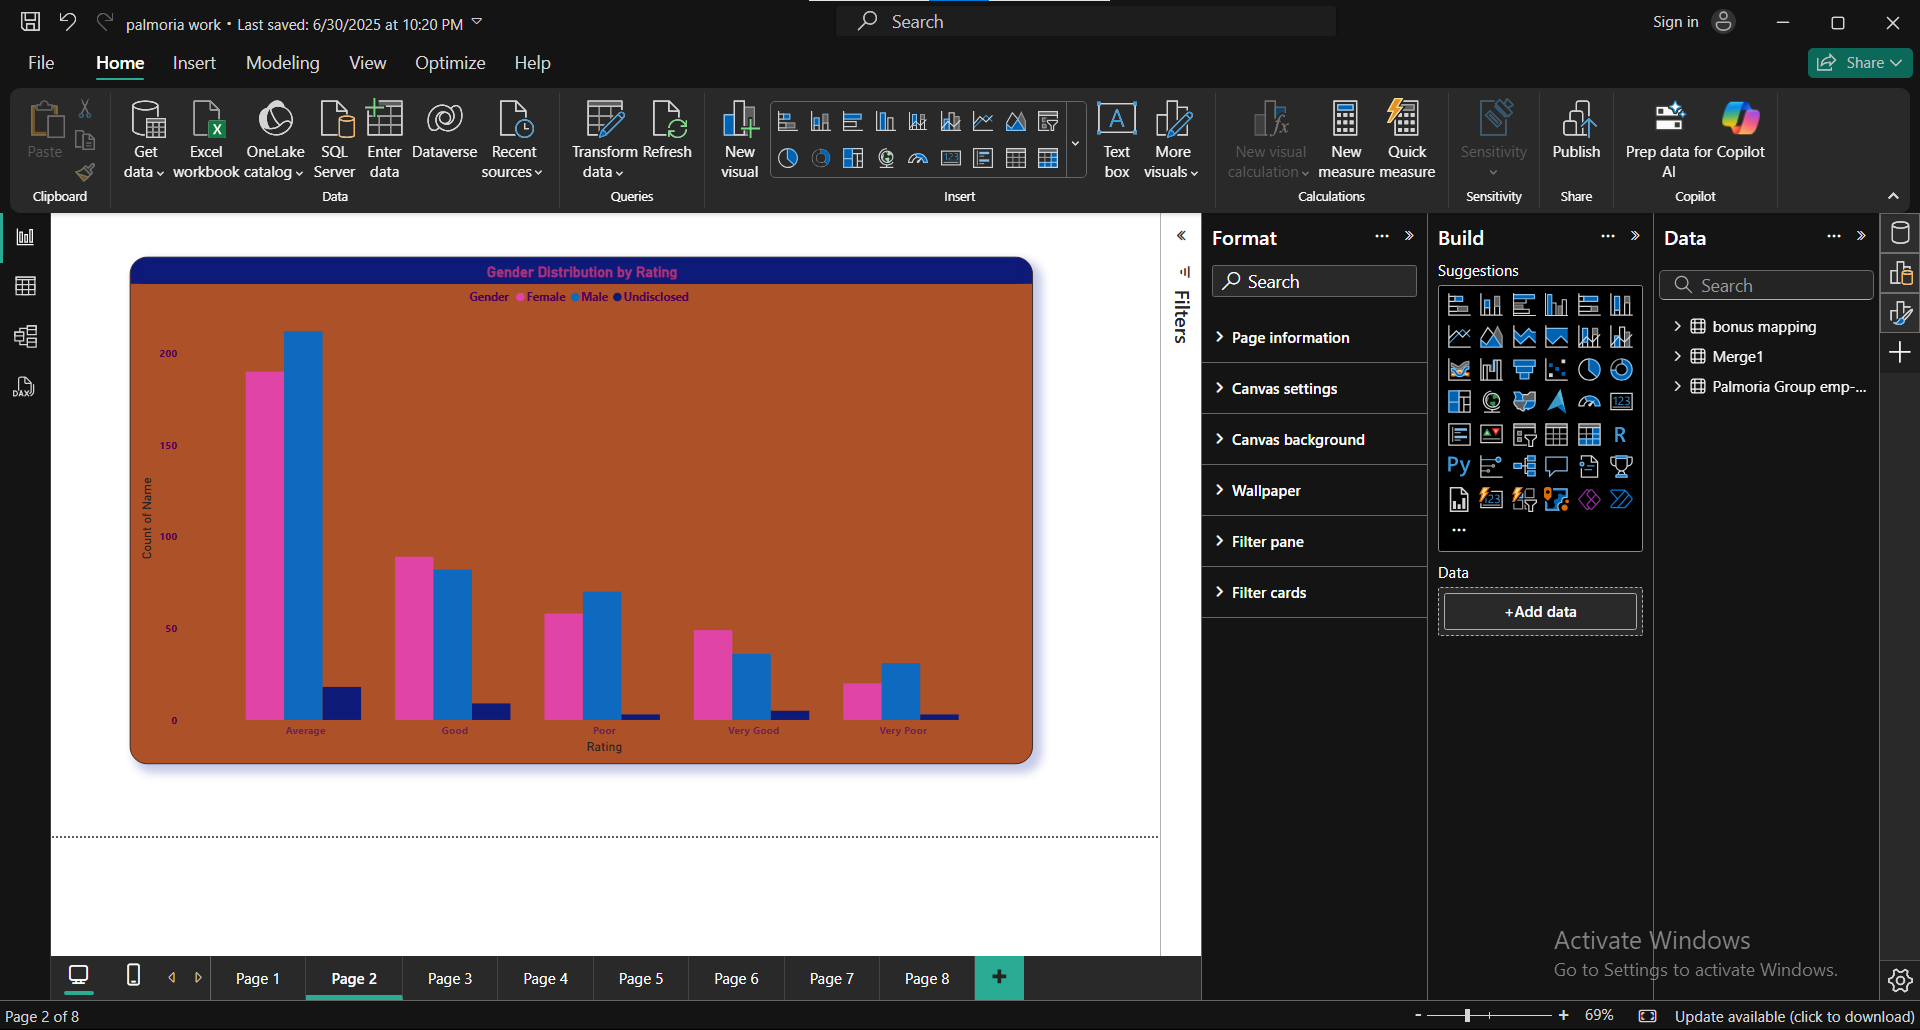 palmoria work • Last saved: 6/30/2025 at 10:20 PM
Search
Sign in
File
Home
Insert
Modeling
View
Optimize
Help
Share
Paste
Clipboard
Get data
Excel workbook
OneLake catalog
SQL Server
Enter data
Dataverse
Recent sources
Data
Transform data
Refresh
Queries
New visual
Text box
More visuals
Insert
New visual calculation
New measure
Quick measure
Calculations
Sensitivity
Sensitivity
Publish
Share
Prep data for AI
Copilot
Copilot
DAX
Gender Distribution by Rating
Gender Female Male Undisclosed
Count of Name
200
150
100
50
0
Average
Good
Poor
Very Good
Very Poor
Rating
Filters
Format
Search
Page information
Canvas settings
Canvas background
Wallpaper
Filter pane
Filter cards
Build
Suggestions
123
R
Py
123
Data
+Add data
Data
Search
bonus mapping
Merge1
Palmoria Group emp-...
Activate Windows
Go to Settings to activate Windows.
Page 1
Page 2
Page 3
Page 4
Page 5
Page 6
Page 7
Page 8
+
Page 2 of 8
- + 69%
Update available (click to download)